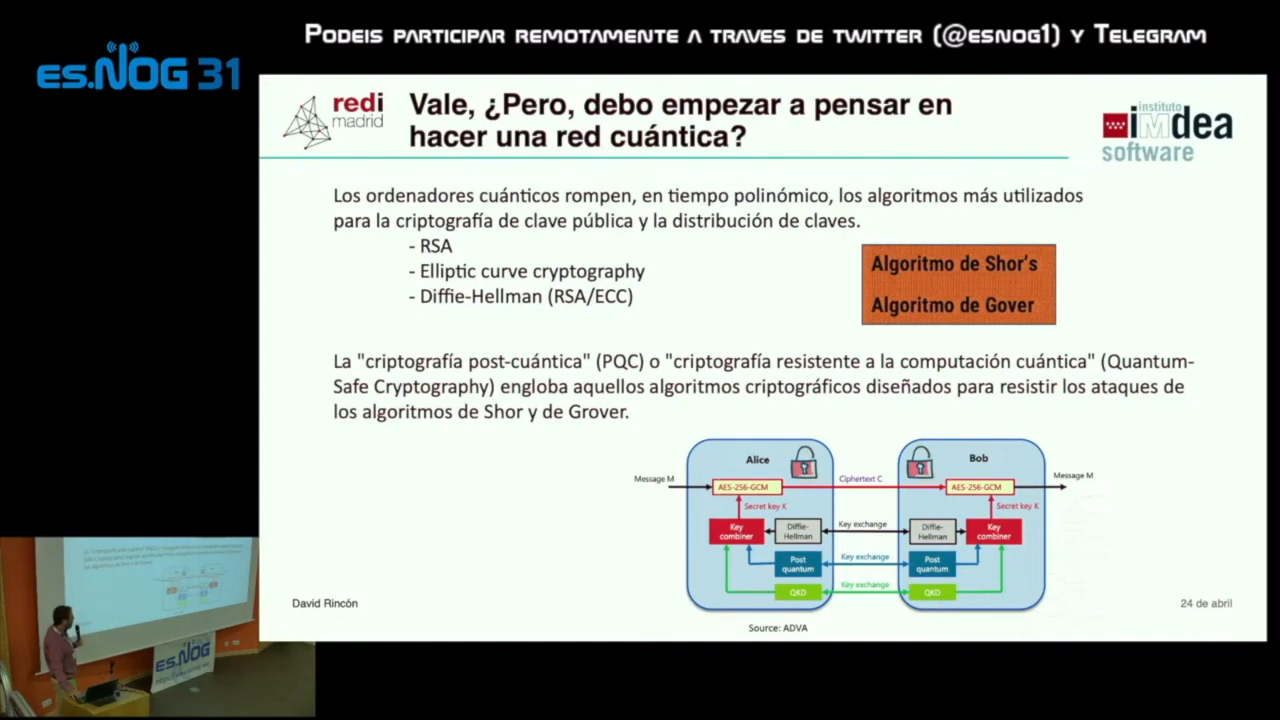 PODEIS PARTICIPAR REMOTAMENTE A TRAVES DE TWITTER (@ESNOG1) Y TELEGRAM
es.NOG 31
redi
madrid
Vale, ¿Pero, debo empezar a pensar en
hacer una red cuántica?
instituto
iMdea
software
Los ordenadores cuánticos rompen, en tiempo polinómico, los algoritmos más utilizados
para la criptografía de clave pública y la distribución de claves.
- RSA
- Elliptic curve cryptography
- Diffie-Hellman (RSA/ECC)
Algoritmo de Shor's
Algoritmo de Gover
La "criptografía post-cuántica" (PQC) o "criptografía resistente a la computación cuántica" (Quantum-
Safe Cryptography) engloba aquellos algoritmos criptográficos diseñados para resistir los ataques de
los algoritmos de Shor y de Grover.
Alice
Bob
Message M
AES-256-GCM
Ciphertext C
AES-256-GCM
Message M
Secret key K
Secret key K
Key
combiner
Diffie-
Hellman
Key exchange
Diffie-
Hellman
Key
combiner
Post
quantum
Key exchange
Post
quantum
QKD
Key exchange
QKD
Source: ADVA
David Rincón
24 de abril
es.NOG